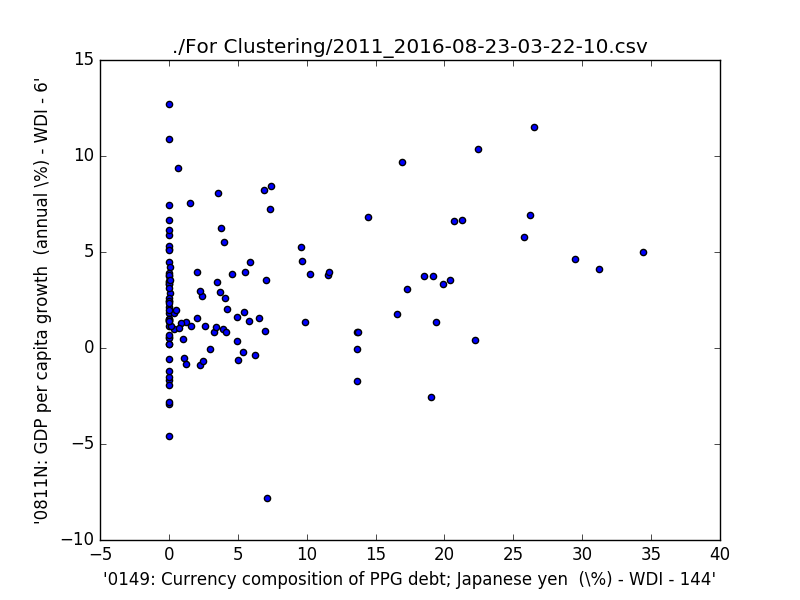 ./For Clustering/2011_2016-08-23-03-22-10.csv
15
10
5
0
−5
−10
'0811N: GDP per capita growth  (annual \%) - WDI - 6'
−5 0 5 10 15 20 25 30 35 40
'0149: Currency composition of PPG debt; Japanese yen  (\%) - WDI - 144'